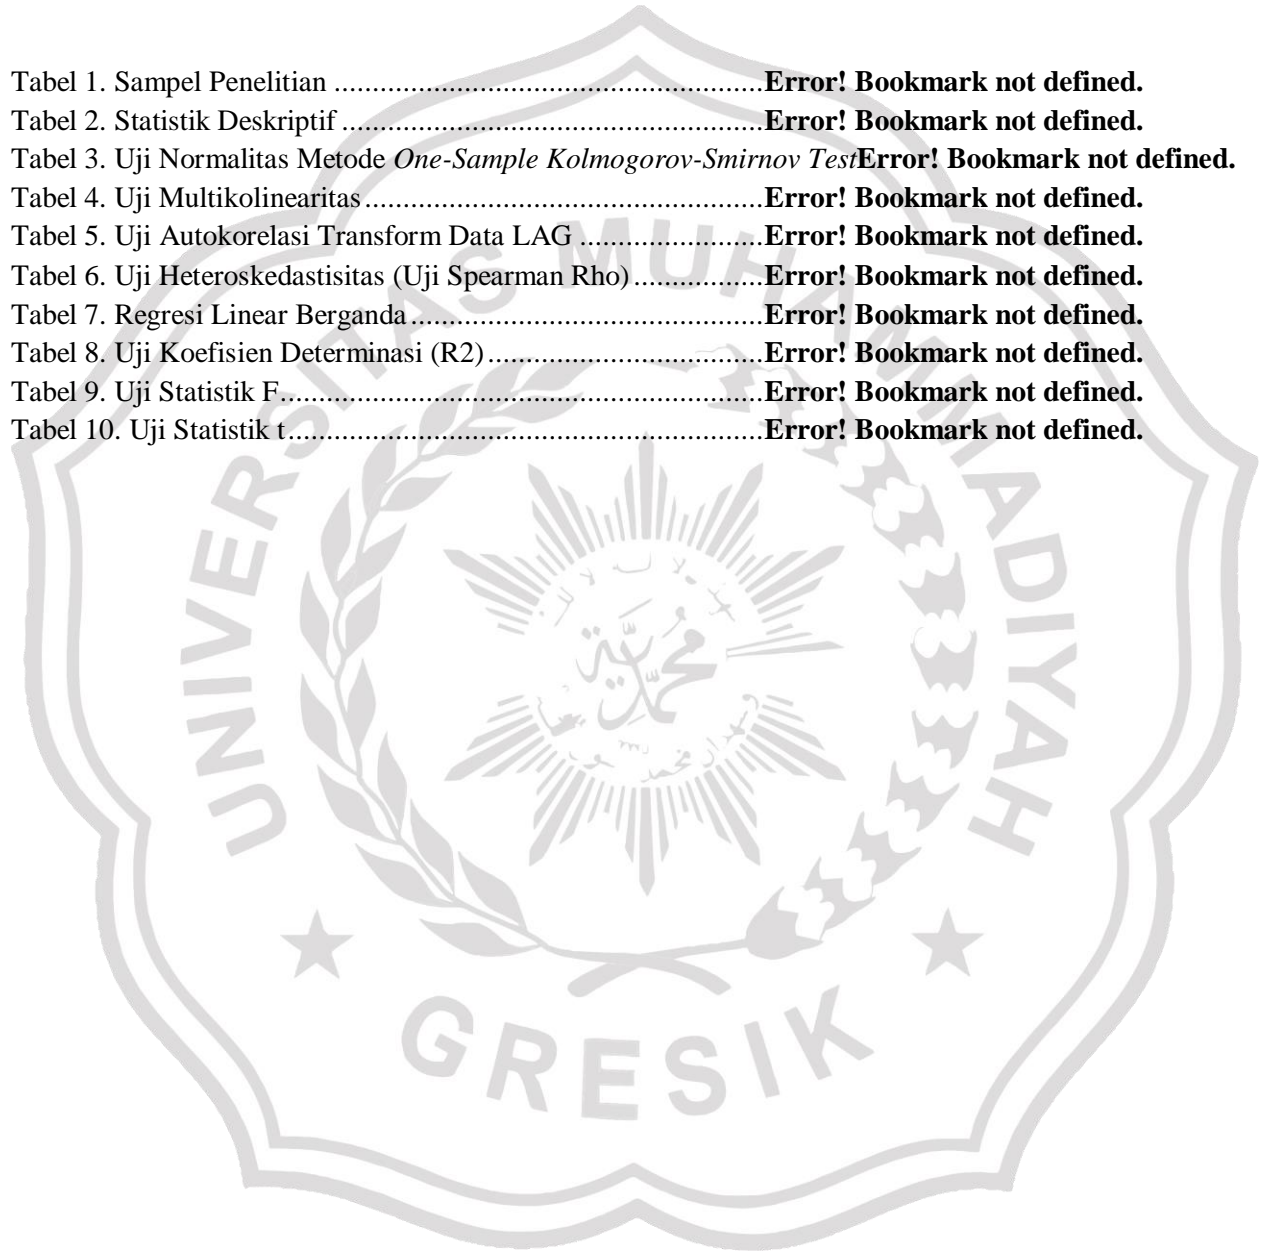 Tabel 1. Sampel Penelitian ........................................................Error! Bookmark not defined.
Tabel 2. Statistik Deskriptif .......................................................Error! Bookmark not defined.
Tabel 3. Uji Normalitas Metode One-Sample Kolmogorov-Smirnov TestError! Bookmark not defined.
Tabel 4. Uji Multikolinearitas....................................................Error! Bookmark not defined.
Tabel 5. Uji Autokorelasi Transform Data LAG ........................Error! Bookmark not defined.
Tabel 6. Uji Heteroskedastisitas (Uji Spearman Rho).................Error! Bookmark not defined.
Tabel 7. Regresi Linear Berganda..............................................Error! Bookmark not defined.
Tabel 8. Uji Koefisien Determinasi (R2)....................................Error! Bookmark not defined.
Tabel 9. Uji Statistik F...............................................................Error! Bookmark not defined.
Tabel 10. Uji Statistik t..............................................................Error! Bookmark not defined.
UNIVERSITAS MUHAMMADIYAH
GRESIK